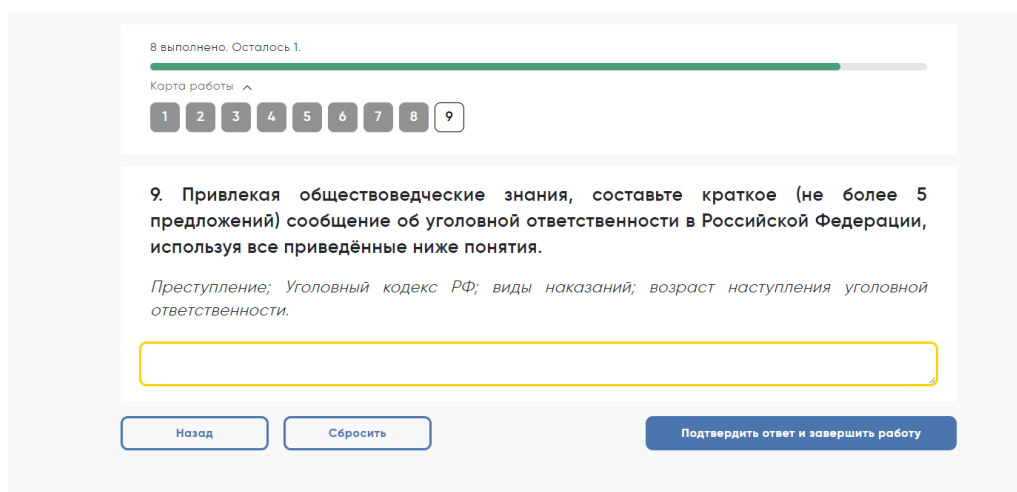 8 выполнено. Осталось 1.
Карта работы
1 2 3 4 5 6 7 8 9
9. Привлекая обществоведческие знания, составьте краткое (не более 5
предложений) сообщение об уголовной ответственности в Российской Федерации,
используя все приведённые ниже понятия.
Преступление; Уголовный кодекс РФ; виды наказаний; возраст наступления уголовной
ответственности.
Назад Сбросить Подтвердить ответ и завершить работу